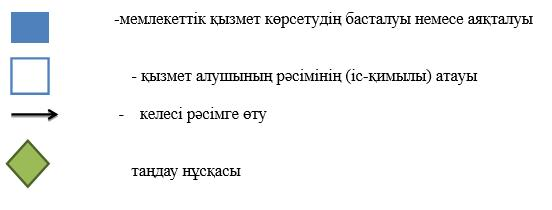 -мемлекеттік қызмет көрсетудің басталуы немесе аяқталуы
- қызмет алушының рәсімінің (іс-қимылы) атауы
- келесі рәсімге өту
таңдау нұсқасы